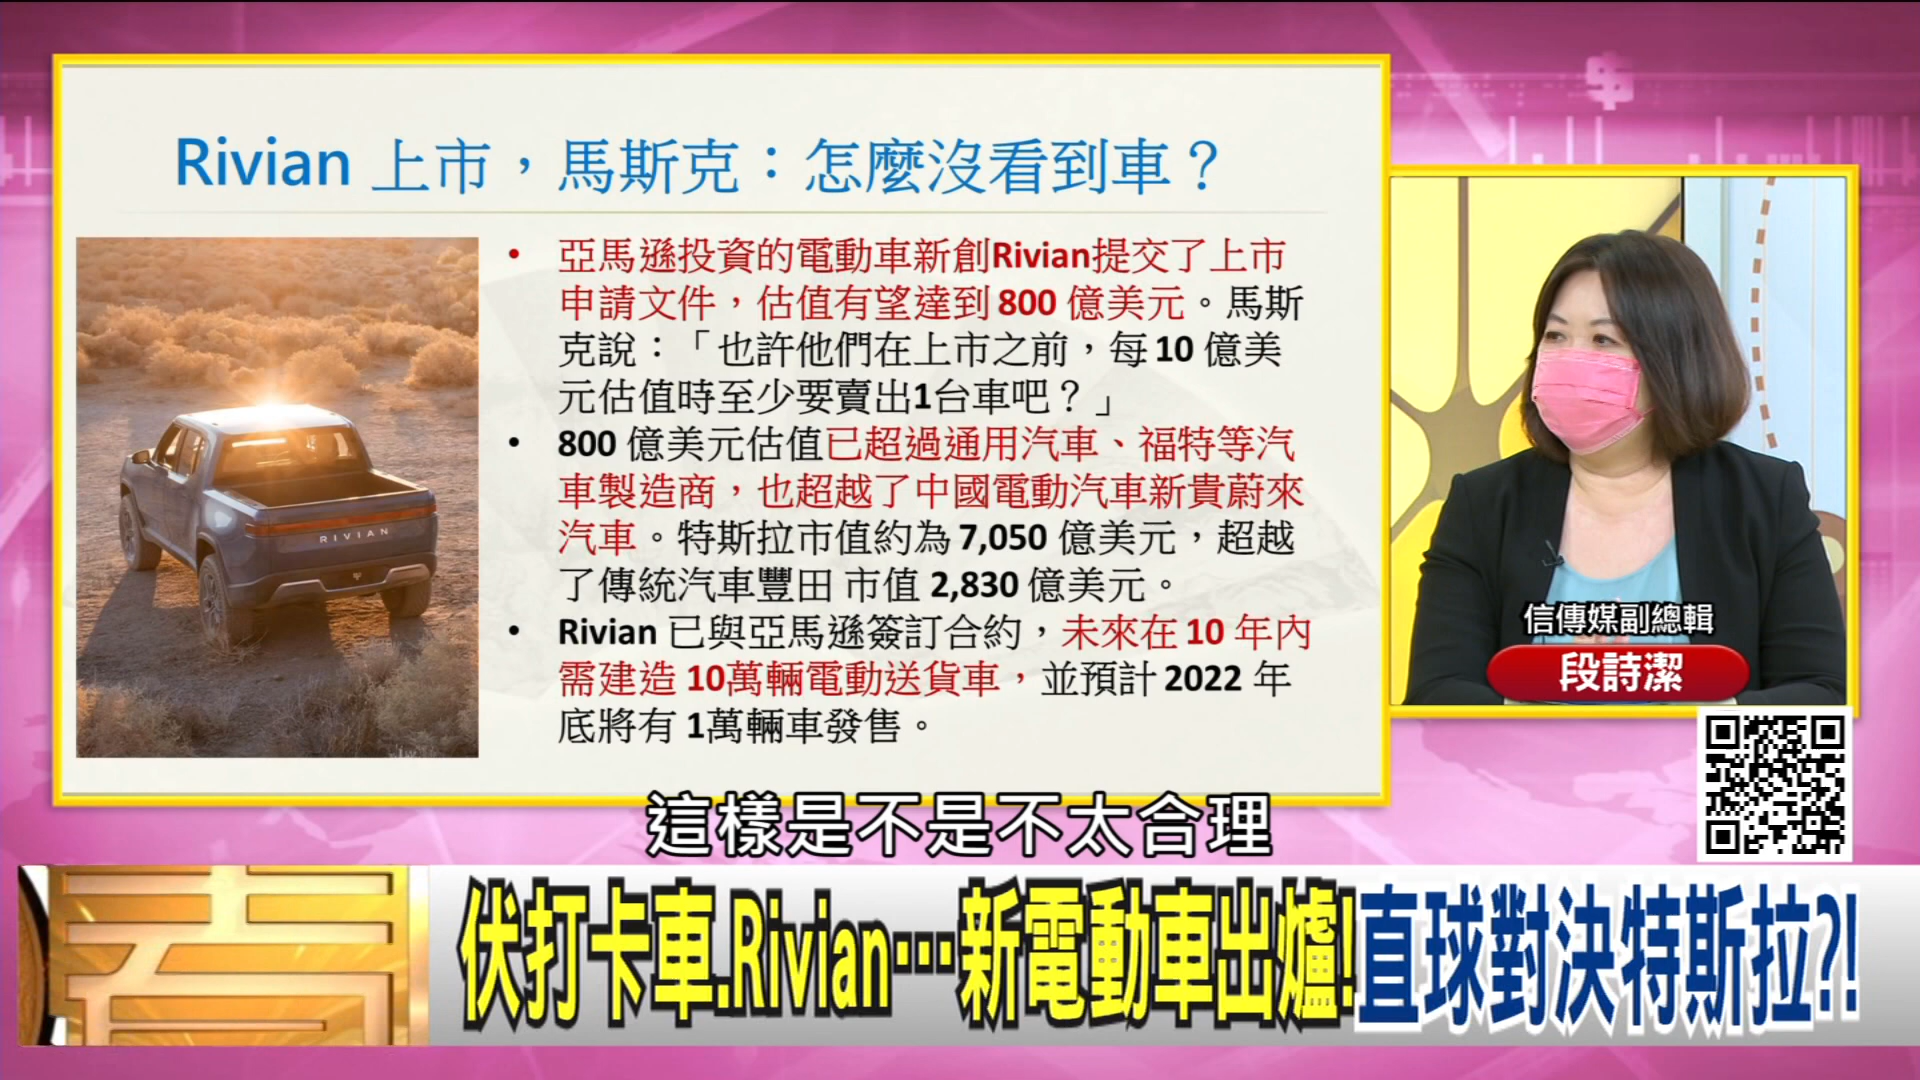 Rivian 上市，馬斯克：怎麼沒看到車？
• 亞馬遜投資的電動車新創Rivian提交了上市
申請文件，估值有望達到 800 億美元。馬斯
克說：「也許他們在上市之前，每 10 億美
元估值時至少要賣出1台車吧？」
• 800 億美元估值已超過通用汽車、福特等汽
車製造商，也超越了中國電動汽車新貴蔚來
汽車。特斯拉市值約為 7,050 億美元，超越
了傳統汽車豐田 市值 2,830 億美元。
• Rivian 已與亞馬遜簽訂合約，未來在 10 年內
需建造 10萬輛電動送貨車，並預計 2022 年
底將有 1萬輛車發售。
RIVIAN
信傳媒副總輯
段詩潔
這樣是不是不太合理
伏打卡車.Rivian…新電動車出爐!直球對決特斯拉?!